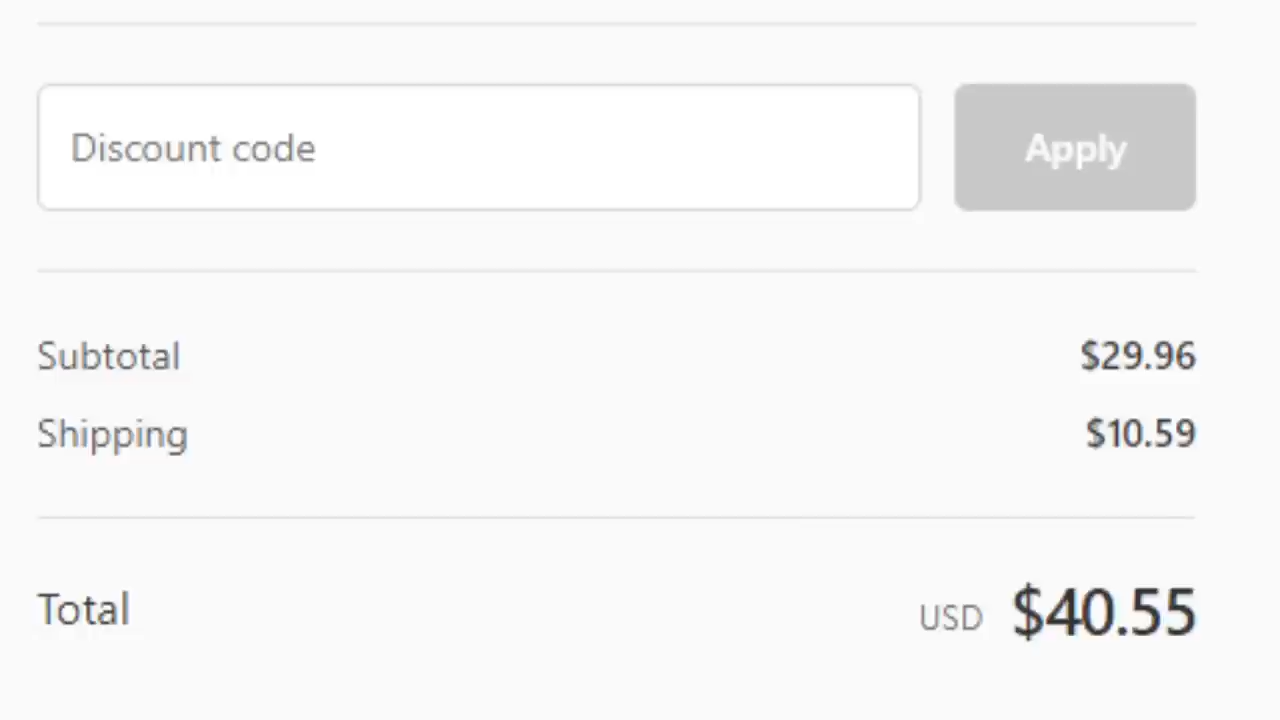 Discount code Apply
Subtotal $29.96
Shipping $10.59
Total USD $40.55